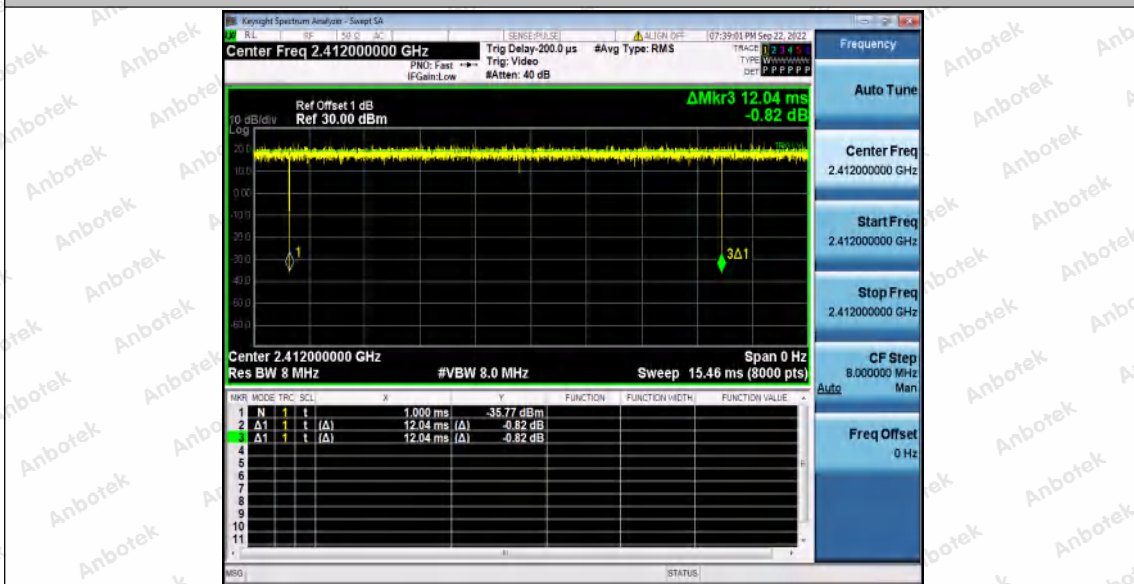 Keysight Spectrum Analyzer - Swept SA
RL RF 50 Ω AC SENSE:PULSE ALIGN OFF 07:39:01 PM Sep 22, 2022
Center Freq 2.412000000 GHz
PNO: Fast
IFGain:Low
Trig Delay-200.0 µs
Trig: Video
#Atten: 40 dB
#Avg Type: RMS
TRACE 1 2 3 4 5 6
TYPE WWWWWW
DET P P P P P P
ΔMkr3 12.04 ms
-0.82 dB
Ref Offset 1 dB
10 dB/div Ref 30.00 dBm
Log
20.0
10.0
0.00
-10.0
-20.0
-30.0
-40.0
-50.0
-60.0
1
3Δ1
Center 2.412000000 GHz Span 0 Hz
Res BW 8 MHz #VBW 8.0 MHz Sweep 15.46 ms (8000 pts)
MKR MODE TRC SCL X Y FUNCTION FUNCTION WIDTH FUNCTION VALUE
1 N 1 t 1.000 ms -35.77 dBm
2 Δ1 1 t (Δ) 12.04 ms (Δ) -0.82 dB
3 Δ1 1 t (Δ) 12.04 ms (Δ) -0.82 dB
4
5
6
7
8
9
10
11
MSG STATUS
Frequency
Auto Tune
Center Freq
2.412000000 GHz
Start Freq
2.412000000 GHz
Stop Freq
2.412000000 GHz
CF Step
8.000000 MHz
Auto Man
Freq Offset
0 Hz
Anbotek